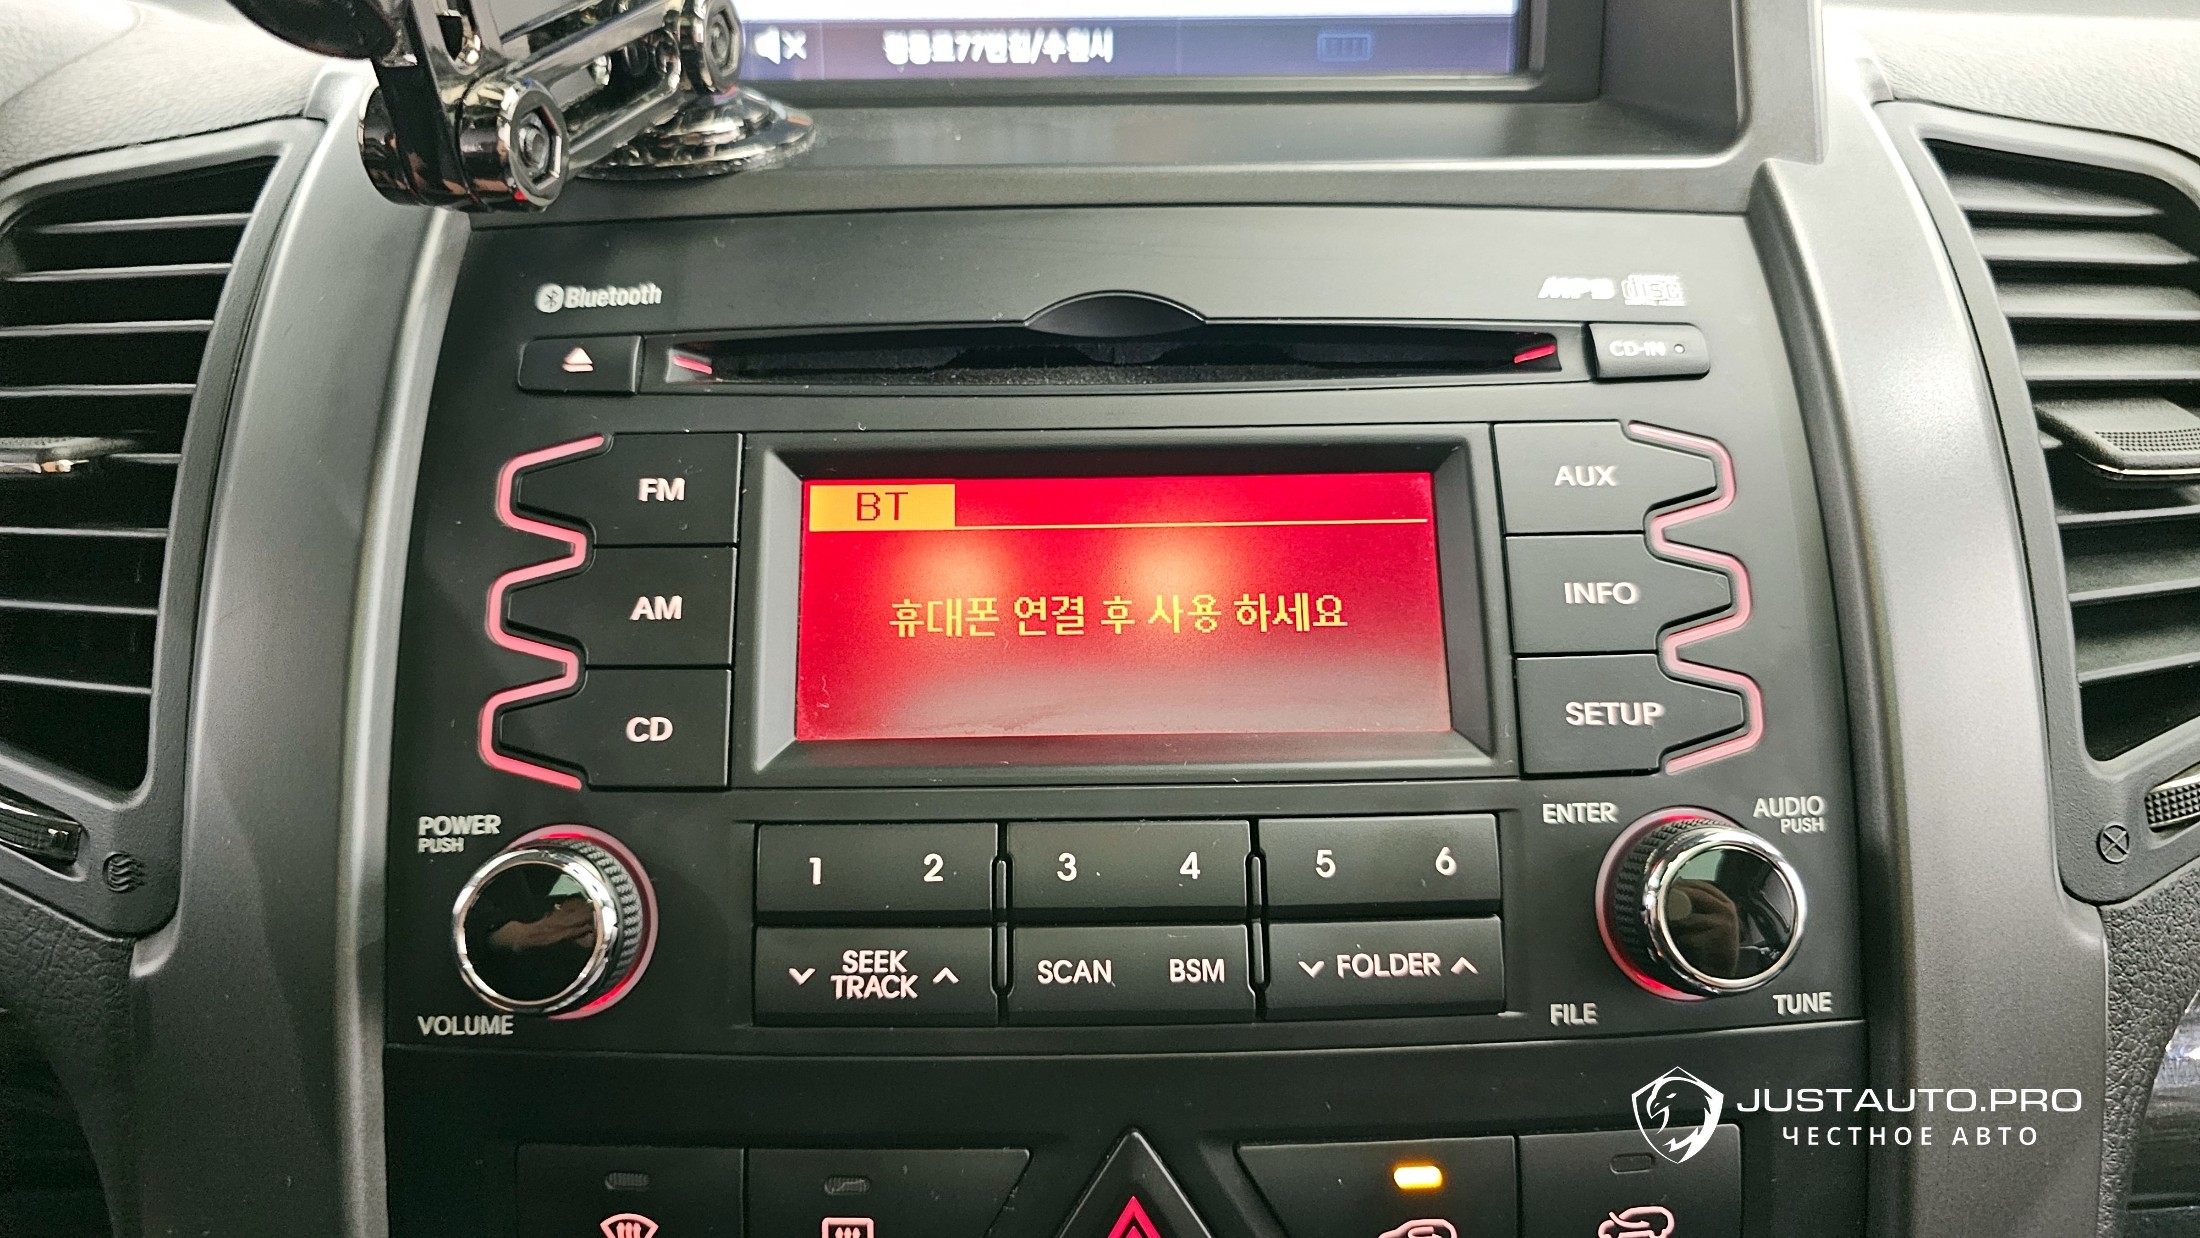 Bluetooth
MP3 disc
CD-IN
FM
AUX
BT
AM
INFO
휴대폰 연결 후 사용 하세요
CD
SETUP
POWER
PUSH
VOLUME
1 2 3 4 5 6
SEEK
TRACK
SCAN BSM
FOLDER
ENTER
AUDIO
PUSH
FILE
TUNE
JUSTAUTO.PRO
ЧЕСТНОЕ АВТО